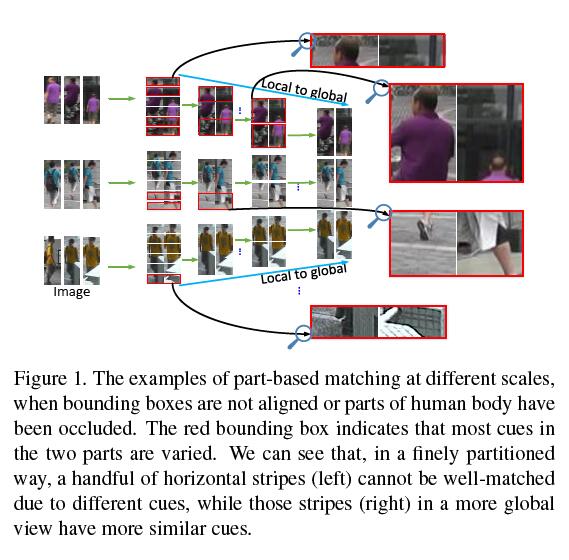 Local to global
Image
Local to global
Figure 1. The examples of part-based matching at different scales,
when bounding boxes are not aligned or parts of human body have
been occluded. The red bounding box indicates that most cues in
the two parts are varied. We can see that, in a finely partitioned
way, a handful of horizontal stripes (left) cannot be well-matched
due to different cues, while those stripes (right) in a more global
view have more similar cues.